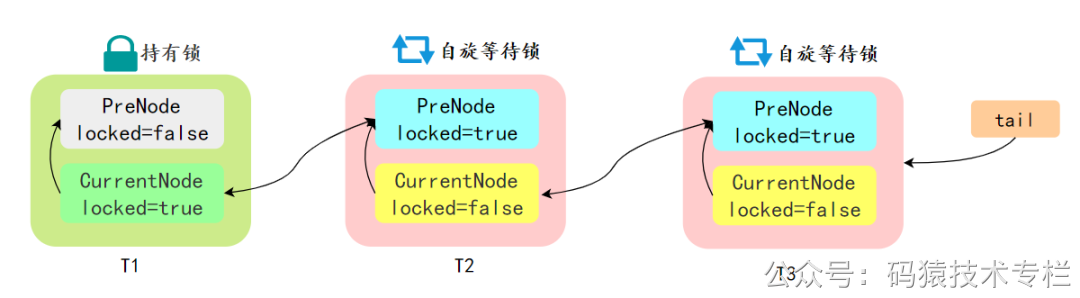 持有锁
PreNode
locked=false
CurrentNode
locked=true
T1
自旋等待锁
PreNode
locked=true
CurrentNode
locked=false
T2
自旋等待锁
PreNode
locked=true
CurrentNode
locked=false
T3
tail
公众号：码猿技术专栏